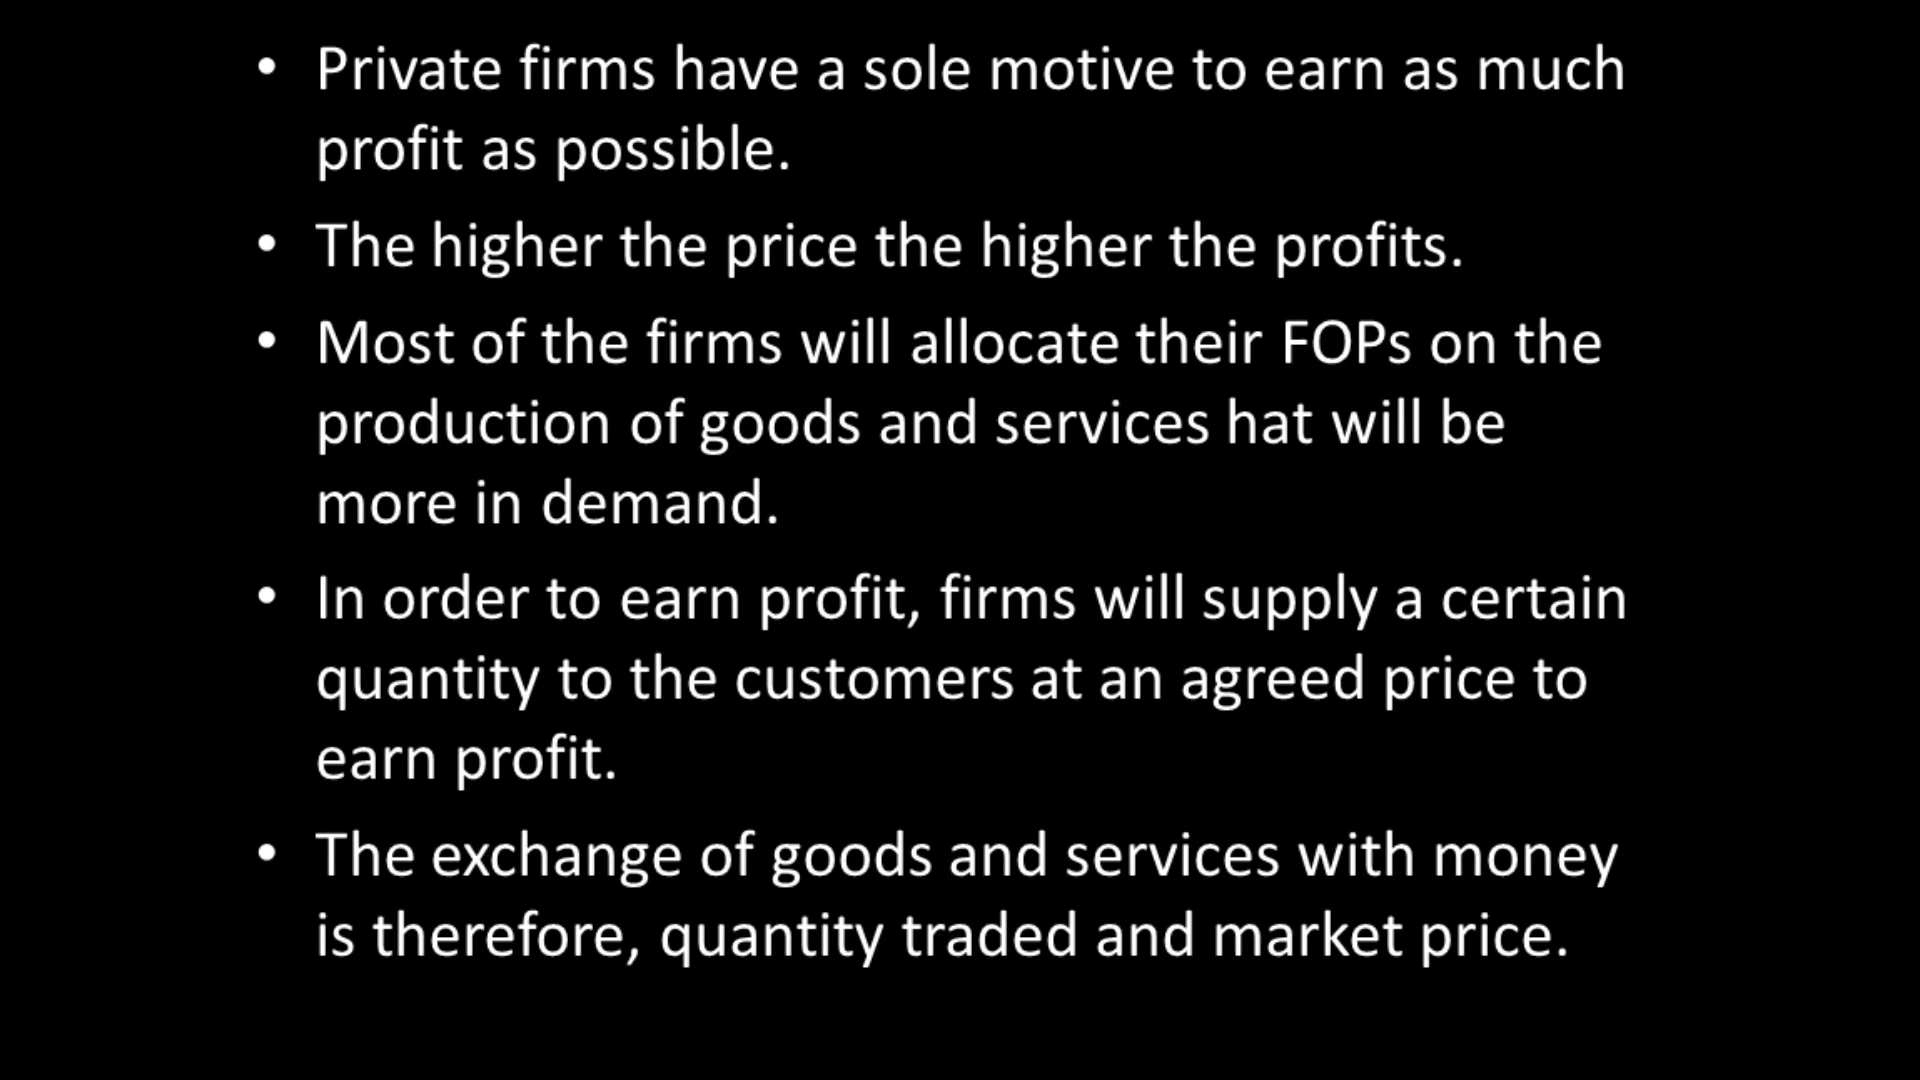 • Private firms have a sole motive to earn as much
profit as possible.
• The higher the price the higher the profits.
• Most of the firms will allocate their FOPs on the
production of goods and services hat will be
more in demand.
• In order to earn profit, firms will supply a certain
quantity to the customers at an agreed price to
earn profit.
• The exchange of goods and services with money
is therefore, quantity traded and market price.